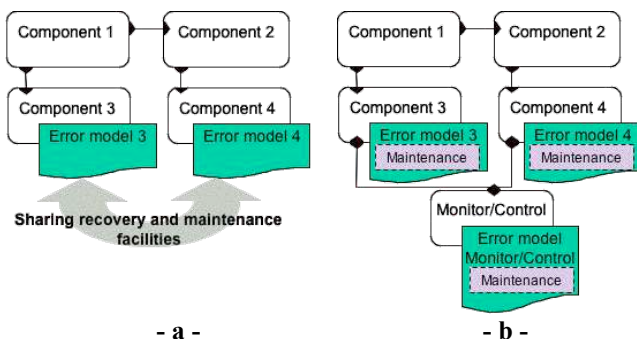 Component 1
Component 2
Component 3
Component 4
Error model 3
Error model 4
Sharing recovery and maintenance
facilities
- a -
Component 1
Component 2
Component 3
Component 4
Error model 3
Maintenance
Error model 4
Maintenance
Monitor/Control
Error model
Monitor/Control
Maintenance
- b -